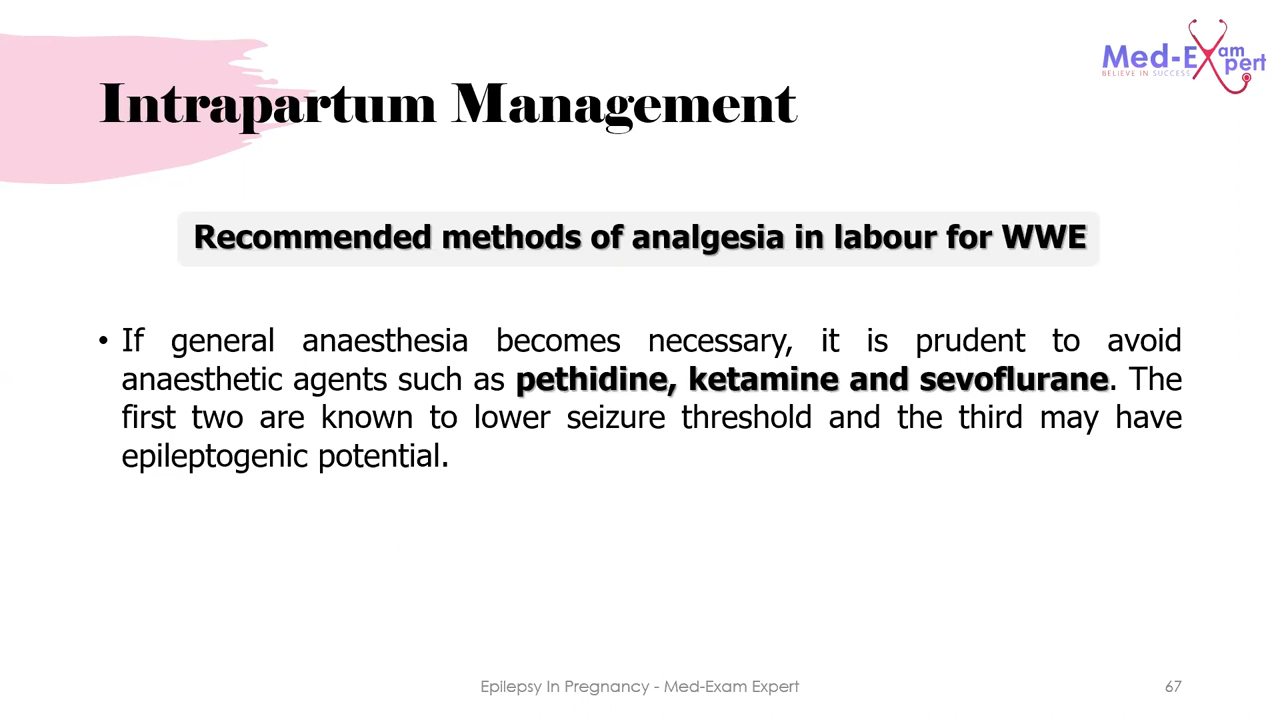 Med-Exam Expert
BELIEVE IN SUCCESS
Intrapartum Management
Recommended methods of analgesia in labour for WWE
• If general anaesthesia becomes necessary, it is prudent to avoid
anaesthetic agents such as pethidine, ketamine and sevoflurane. The
first two are known to lower seizure threshold and the third may have
epileptogenic potential.
Epilepsy In Pregnancy - Med-Exam Expert
67